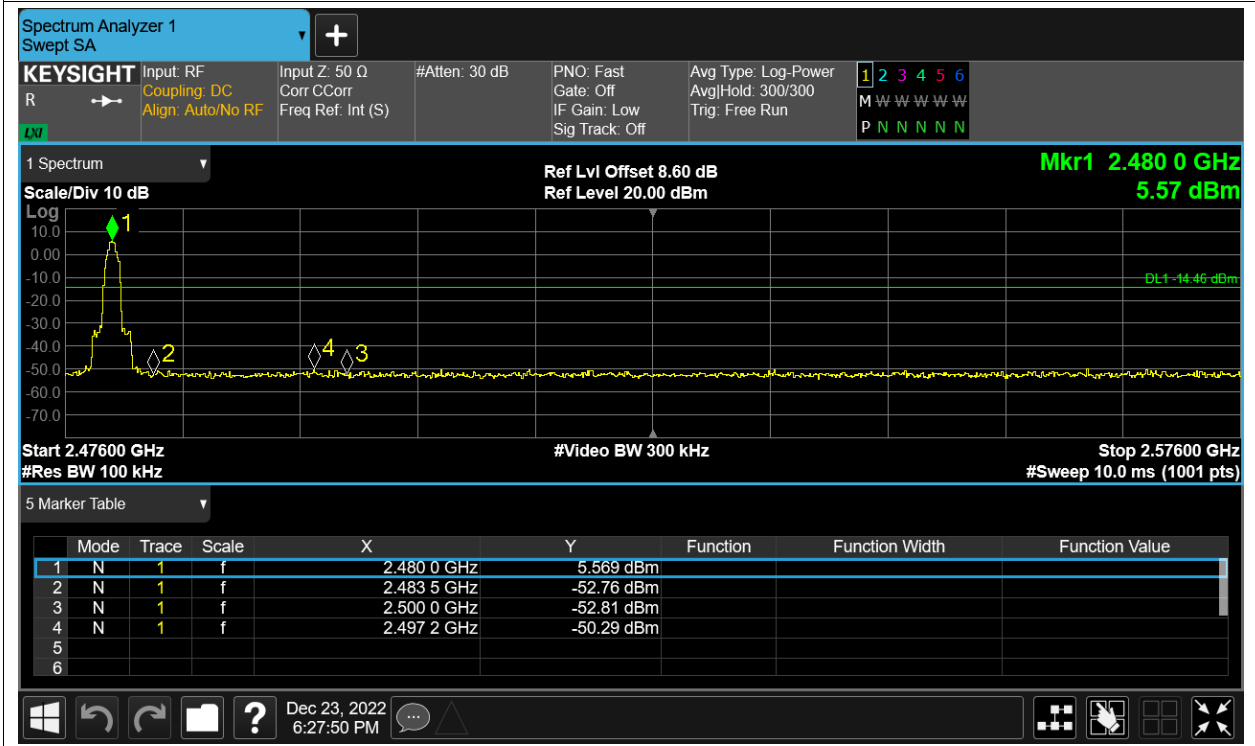 Spectrum Analyzer 1
Swept SA
KEYSIGHT Input: RF Input Z: 50 Ω #Atten: 30 dB PNO: Fast Avg Type: Log-Power 1 2 3 4 5 6
R Coupling: DC Corr CCorr Gate: Off Avg|Hold: 300/300 M W W W W W
Align: Auto/No RF Freq Ref: Int (S) IF Gain: Low Trig: Free Run
LXI Sig Track: Off P N N N N N
1 Spectrum Ref Lvl Offset 8.60 dB Mkr1 2.480 0 GHz
Scale/Div 10 dB Ref Level 20.00 dBm 5.57 dBm
Log
1
10.0
0.00
-10.0
DL1 -14.46 dBm
-20.0
-30.0
-40.0
2 4 3
-50.0
-60.0
-70.0
Start 2.47600 GHz #Video BW 300 kHz Stop 2.57600 GHz
#Res BW 100 kHz #Sweep 10.0 ms (1001 pts)
5 Marker Table
Mode Trace Scale X Y Function Function Width Function Value
1 N 1 f 2.480 0 GHz 5.569 dBm
2 N 1 f 2.483 5 GHz -52.76 dBm
3 N 1 f 2.500 0 GHz -52.81 dBm
4 N 1 f 2.497 2 GHz -50.29 dBm
5
6
? Dec 23, 2022
6:27:50 PM